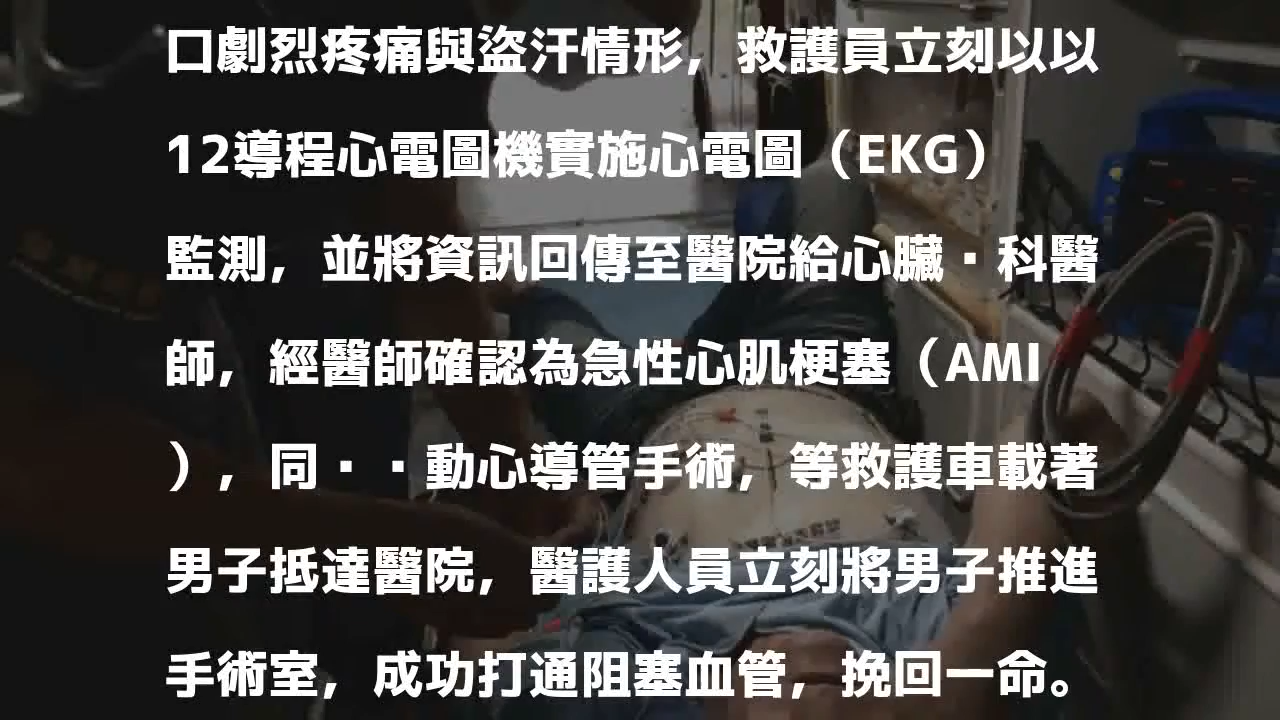 口劇烈疼痛與盜汗情形，救護員立刻以以
12導程心電圖機實施心電圖（EKG）
監測，並將資訊回傳至醫院給心臟▪科醫
師，經醫師確認為急性心肌梗塞（AMI
），同▪▪動心導管手術，等救護車載著
男子抵達醫院，醫護人員立刻將男子推進
手術室，成功打通阻塞血管，挽回一命。